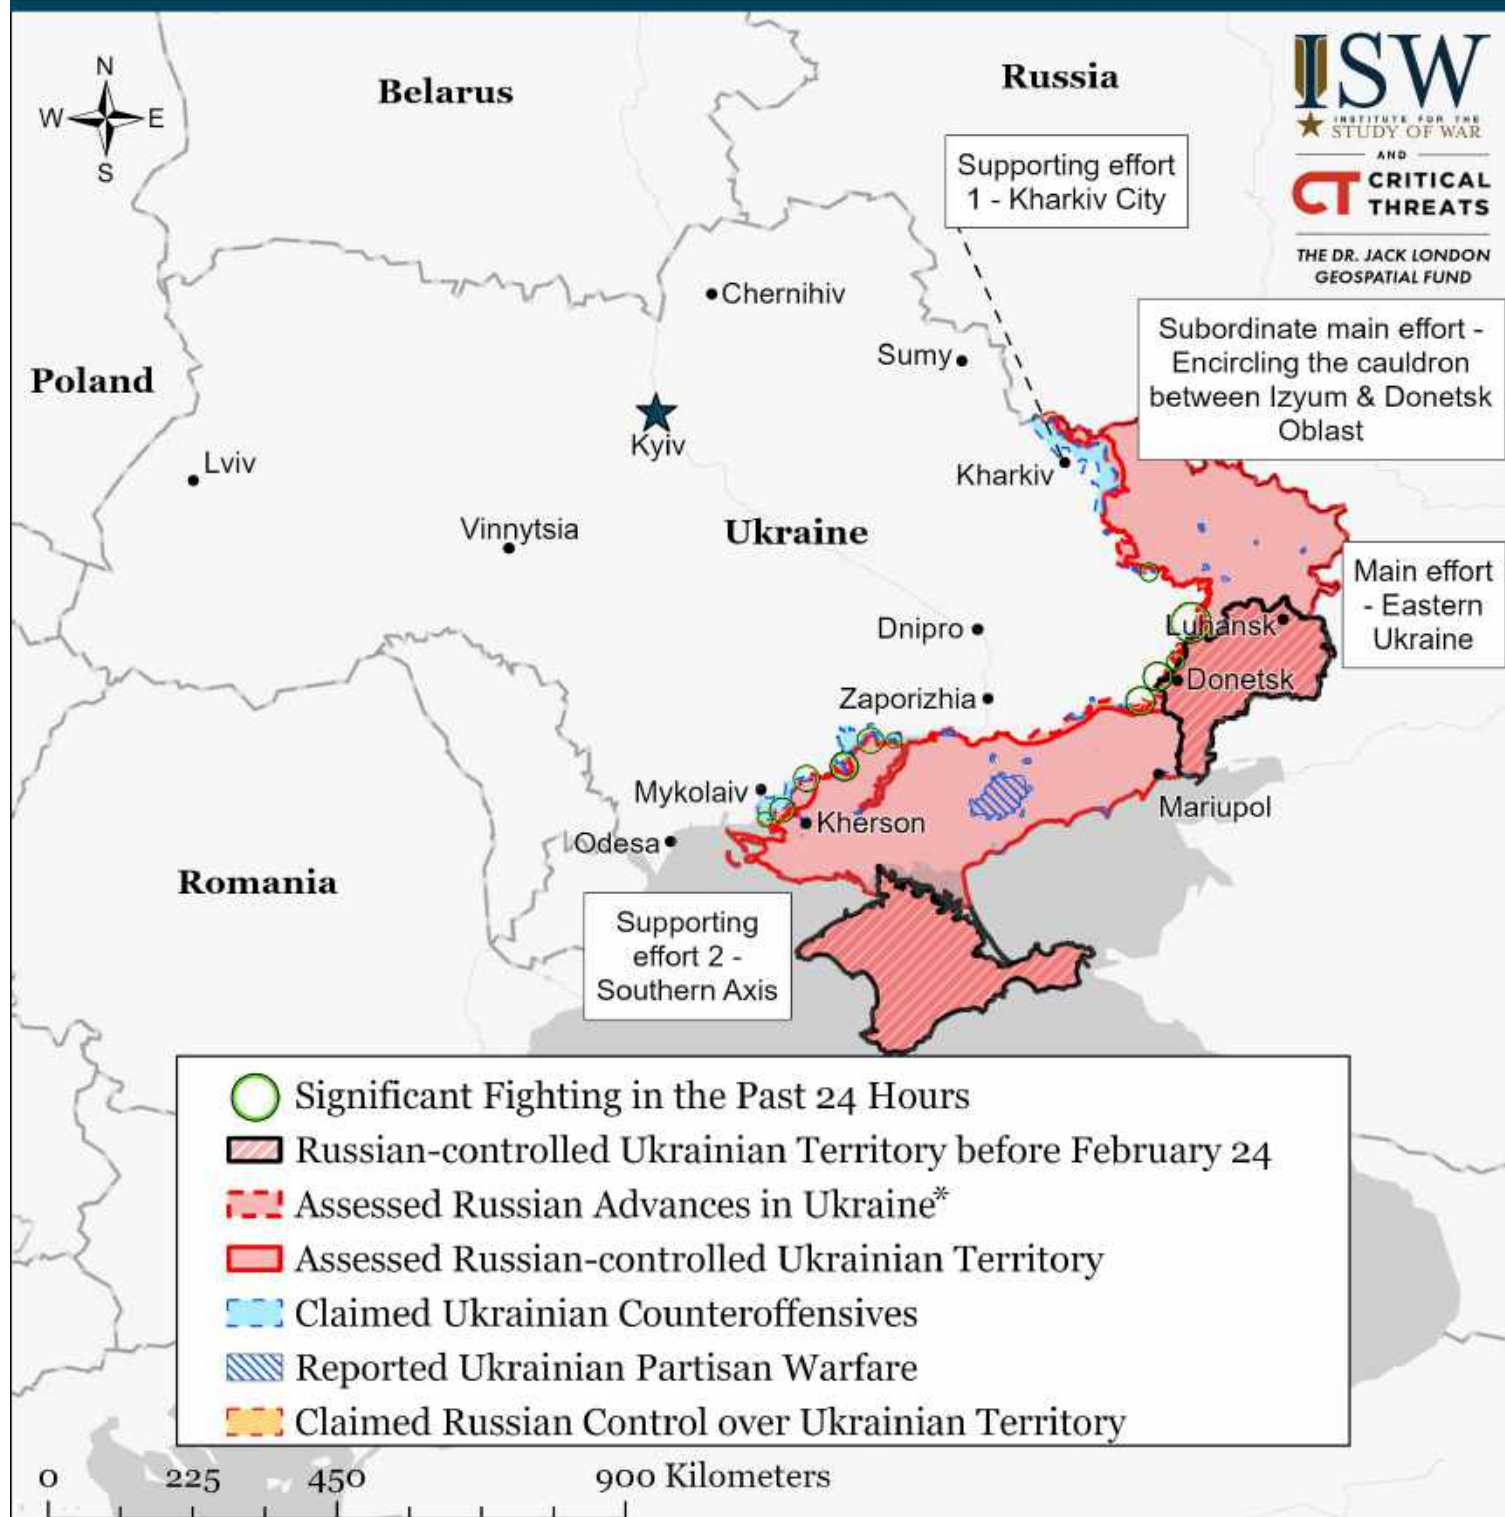 N
W
E
S
Belarus
Russia
ISW
INSTITUTE FOR THE
STUDY OF WAR
AND
CT CRITICAL
THREATS
THE DR. JACK LONDON
GEOSPATIAL FUND
Supporting effort
1 - Kharkiv City
Chernihiv
Subordinate main effort -
Encircling the cauldron
between Izyum & Donetsk
Oblast
Sumy
Poland
Kyiv
Lviv
Kharkiv
Vinnytsia
Ukraine
Main effort
- Eastern
Ukraine
Dnipro
Luhansk
Donetsk
Zaporizhia
Mykolaiv
Mariupol
Kherson
Odesa
Romania
Supporting
effort 2 -
Southern Axis
Significant Fighting in the Past 24 Hours
Russian-controlled Ukrainian Territory before February 24
Assessed Russian Advances in Ukraine*
Assessed Russian-controlled Ukrainian Territory
Claimed Ukrainian Counteroffensives
Reported Ukrainian Partisan Warfare
Claimed Russian Control over Ukrainian Territory
0 225 450 900 Kilometers